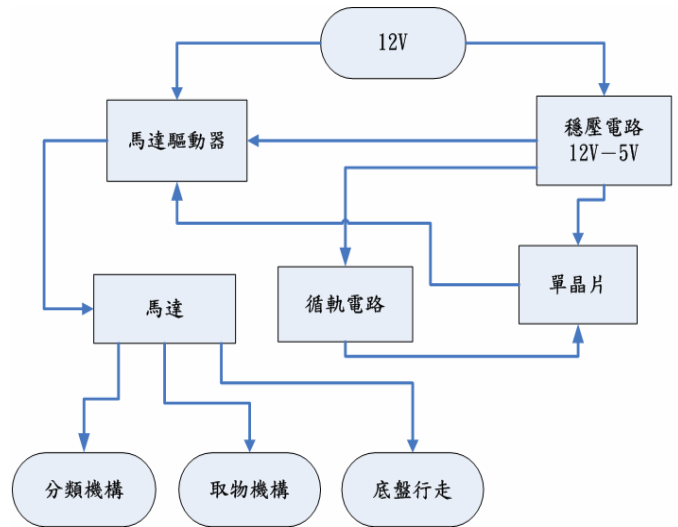 12V
馬達驅動器
穩壓電路
12V－5V
單晶片
循軌電路
馬達
分類機構
取物機構
底盤行走